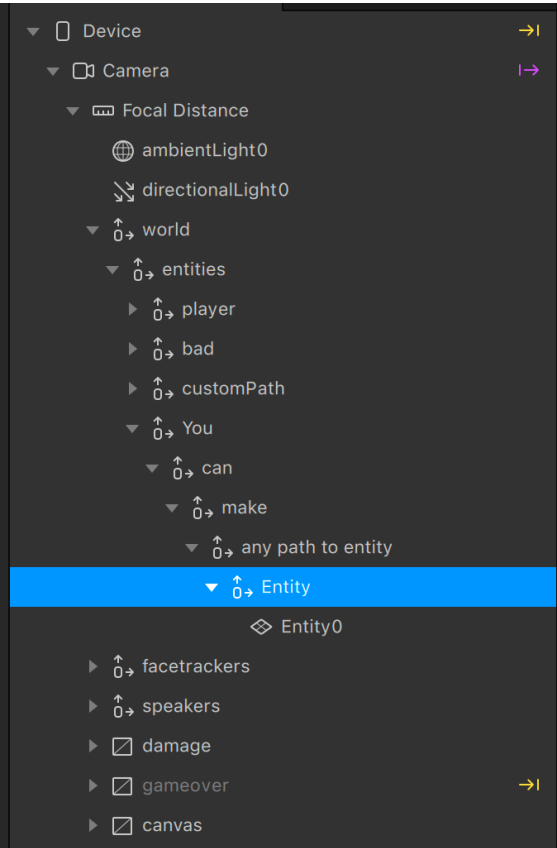 Device
Camera
Focal Distance
ambientLight0
directionalLight0
world
entities
player
bad
customPath
You
can
make
any path to entity
Entity
Entity0
facetrackers
speakers
damage
gameover
canvas